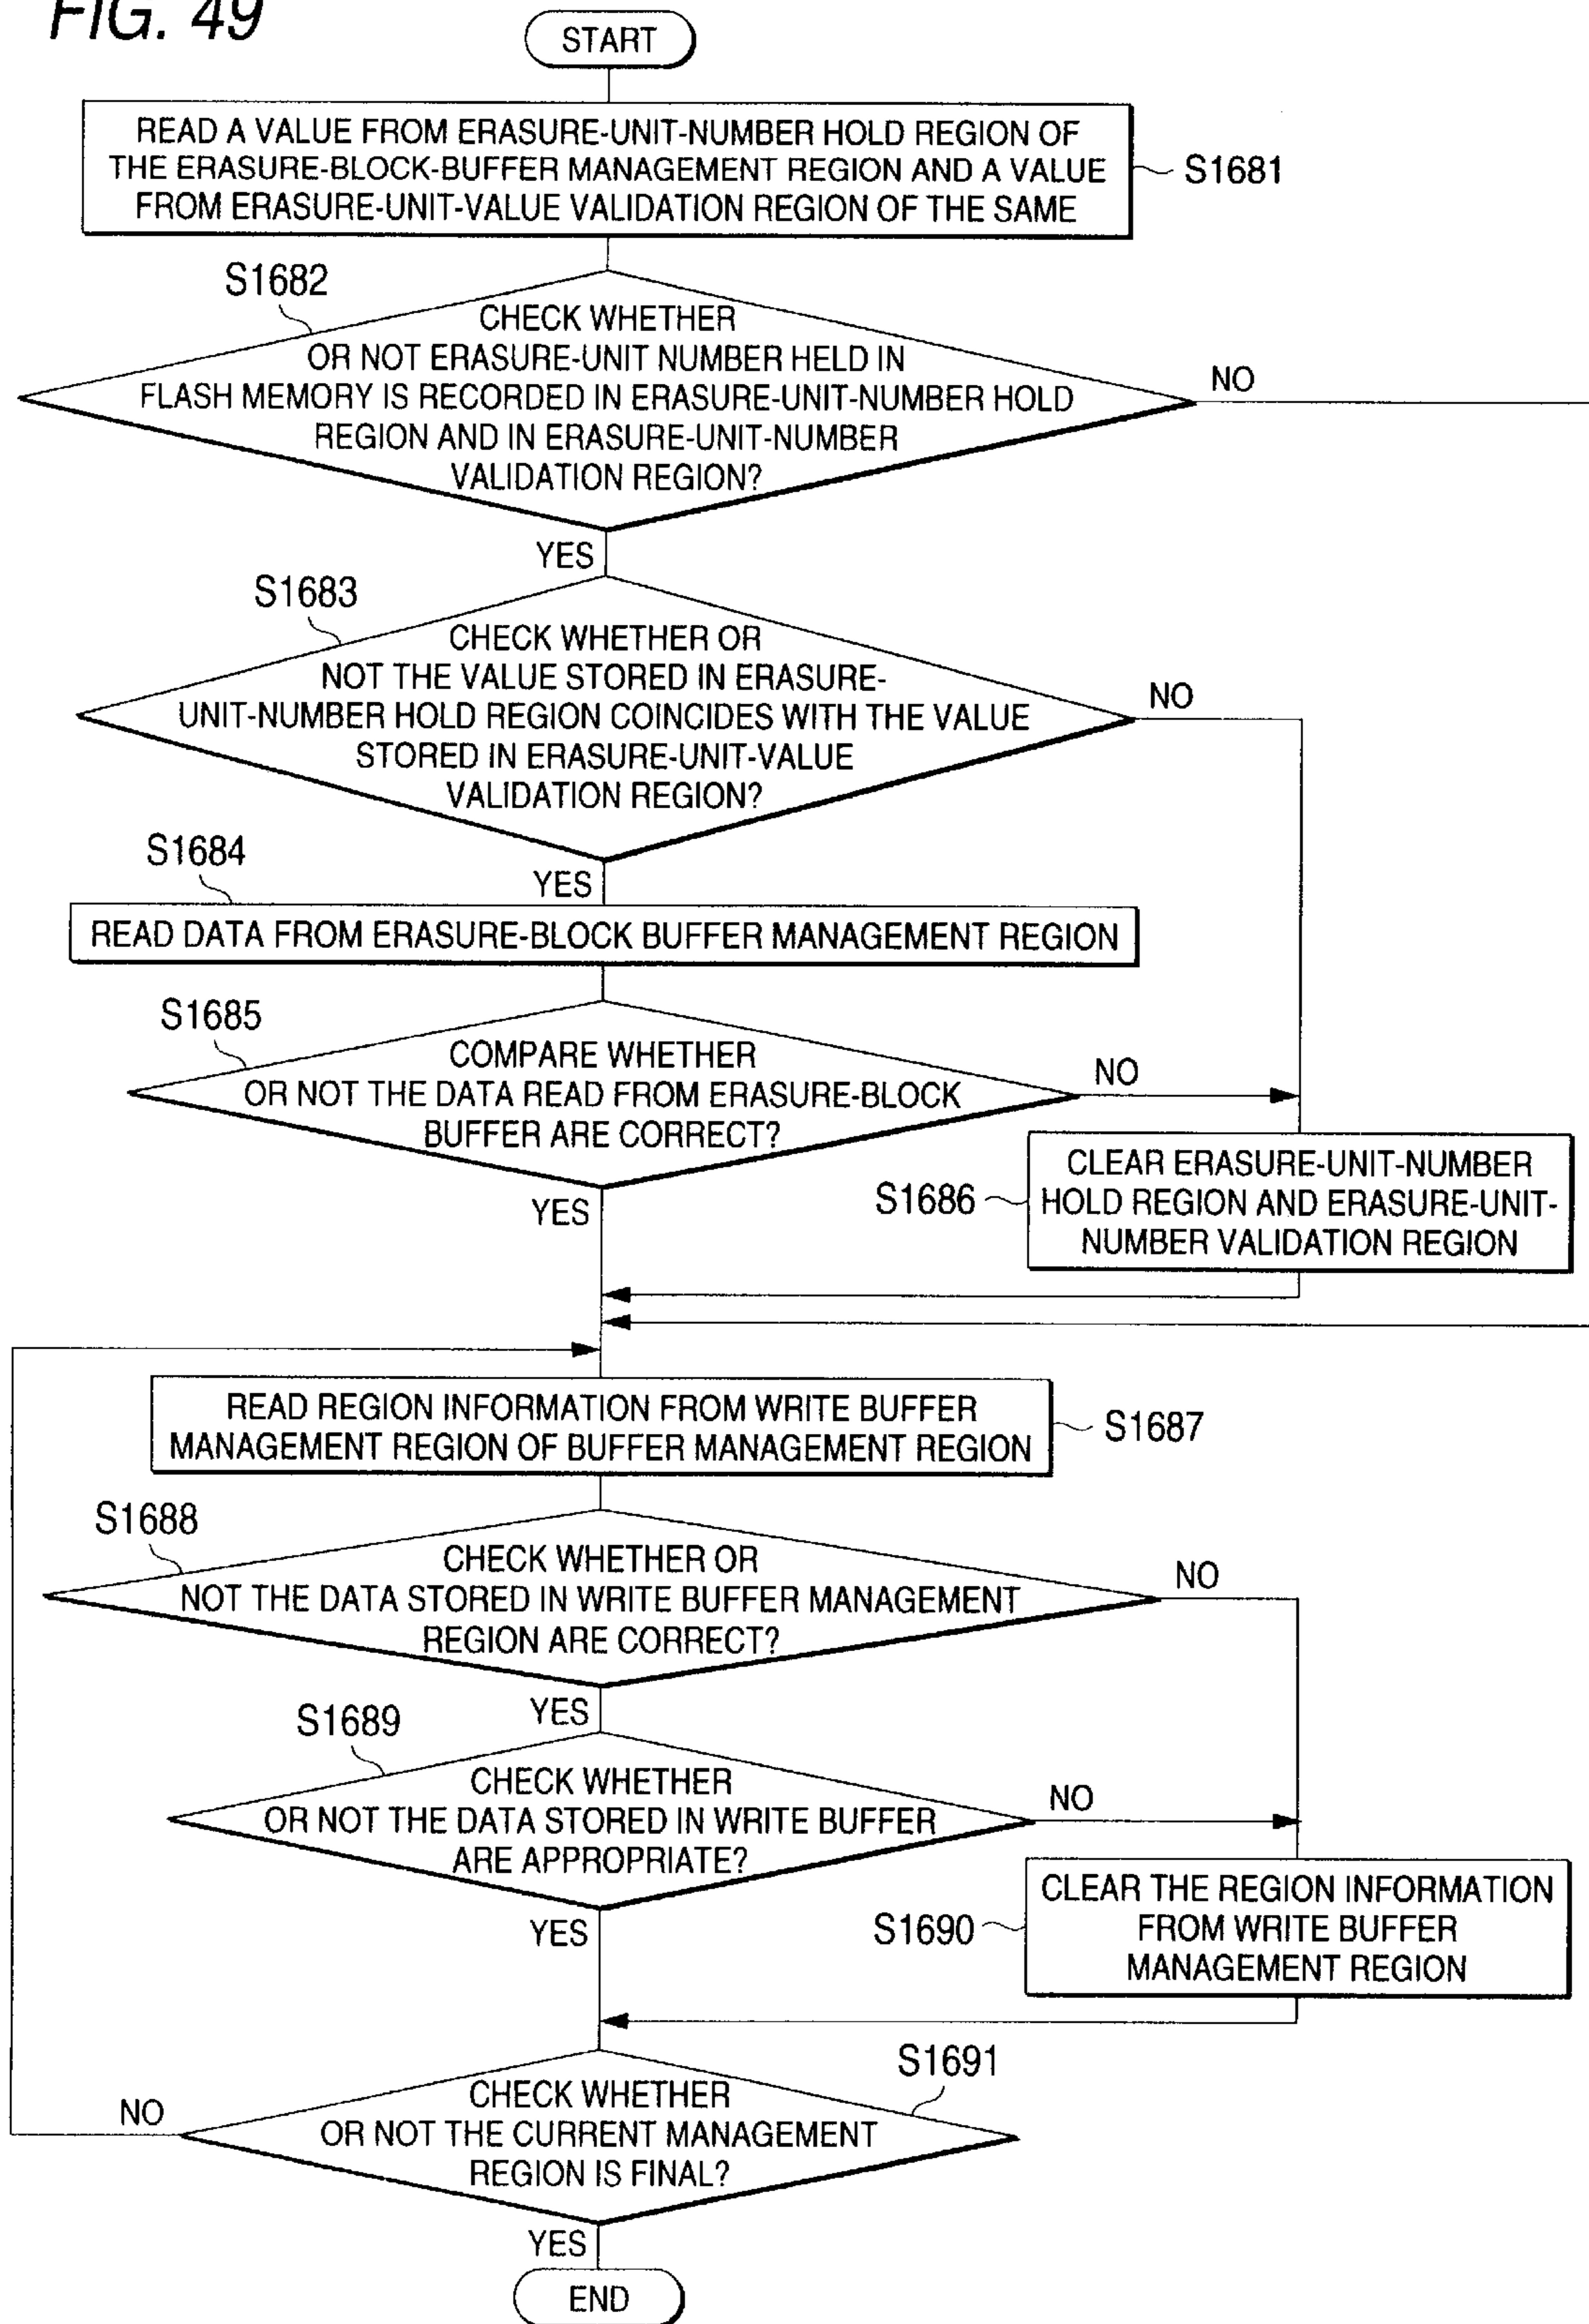 FIG. 49
START
READ A VALUE FROM ERASURE-UNIT-NUMBER HOLD REGION OF
THE ERASURE-BLOCK-BUFFER MANAGEMENT REGION AND A VALUE
FROM ERASURE-UNIT-VALUE VALIDATION REGION OF THE SAME
S1681
S1682
CHECK WHETHER
OR NOT ERASURE-UNIT NUMBER HELD IN
FLASH MEMORY IS RECORDED IN ERASURE-UNIT-NUMBER HOLD
REGION AND IN ERASURE-UNIT-NUMBER
VALIDATION REGION?
NO
YES
S1683
CHECK WHETHER OR
NOT THE VALUE STORED IN ERASURE-
UNIT-NUMBER HOLD REGION COINCIDES WITH THE VALUE
STORED IN ERASURE-UNIT-VALUE
VALIDATION REGION?
NO
YES
S1684
READ DATA FROM ERASURE-BLOCK BUFFER MANAGEMENT REGION
S1685
COMPARE WHETHER
OR NOT THE DATA READ FROM ERASURE-BLOCK
BUFFER ARE CORRECT?
NO
YES
S1686
CLEAR ERASURE-UNIT-NUMBER
HOLD REGION AND ERASURE-UNIT-
NUMBER VALIDATION REGION
READ REGION INFORMATION FROM WRITE BUFFER
MANAGEMENT REGION OF BUFFER MANAGEMENT REGION
S1687
S1688
CHECK WHETHER OR
NOT THE DATA STORED IN WRITE BUFFER MANAGEMENT
REGION ARE CORRECT?
NO
YES
S1689
CHECK WHETHER
OR NOT THE DATA STORED IN WRITE BUFFER
ARE APPROPRIATE?
NO
YES
S1690
CLEAR THE REGION INFORMATION
FROM WRITE BUFFER
MANAGEMENT REGION
S1691
CHECK WHETHER
OR NOT THE CURRENT MANAGEMENT
REGION IS FINAL?
NO
YES
END